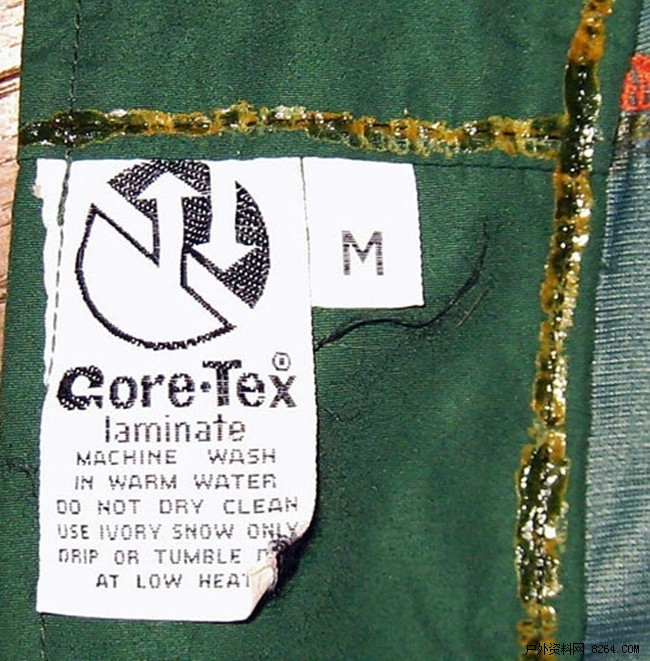 M
Gore·Tex®
laminate
MACHINE WASH
IN WARM WATER
DO NOT DRY CLEAN
USE IVORY SNOW ONLY
DRIP OR TUMBLE
AT LOW HEAT
户外资料网 8264.com